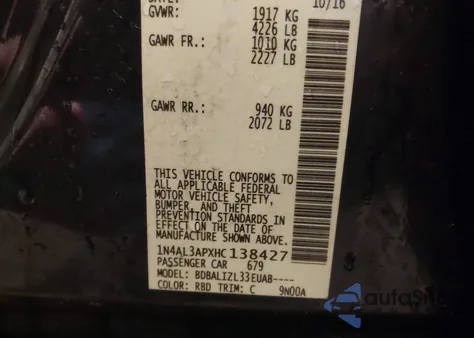 DATE: 10/16
GVWR: 1917 KG
4226 LB
GAWR FR.: 1010 KG
2227 LB
GAWR RR.: 940 KG
2072 LB
THIS VEHICLE CONFORMS TO
ALL APPLICABLE FEDERAL
MOTOR VEHICLE SAFETY,
BUMPER, AND THEFT
PREVENTION STANDARDS IN
EFFECT ON THE DATE OF
MANUFACTURE SHOWN ABOVE.
1N4AL3APXHC138427
PASSENGER CAR 679
MODEL: BDBALIZL33EUAB----
COLOR: RBD TRIM: C 9N00A